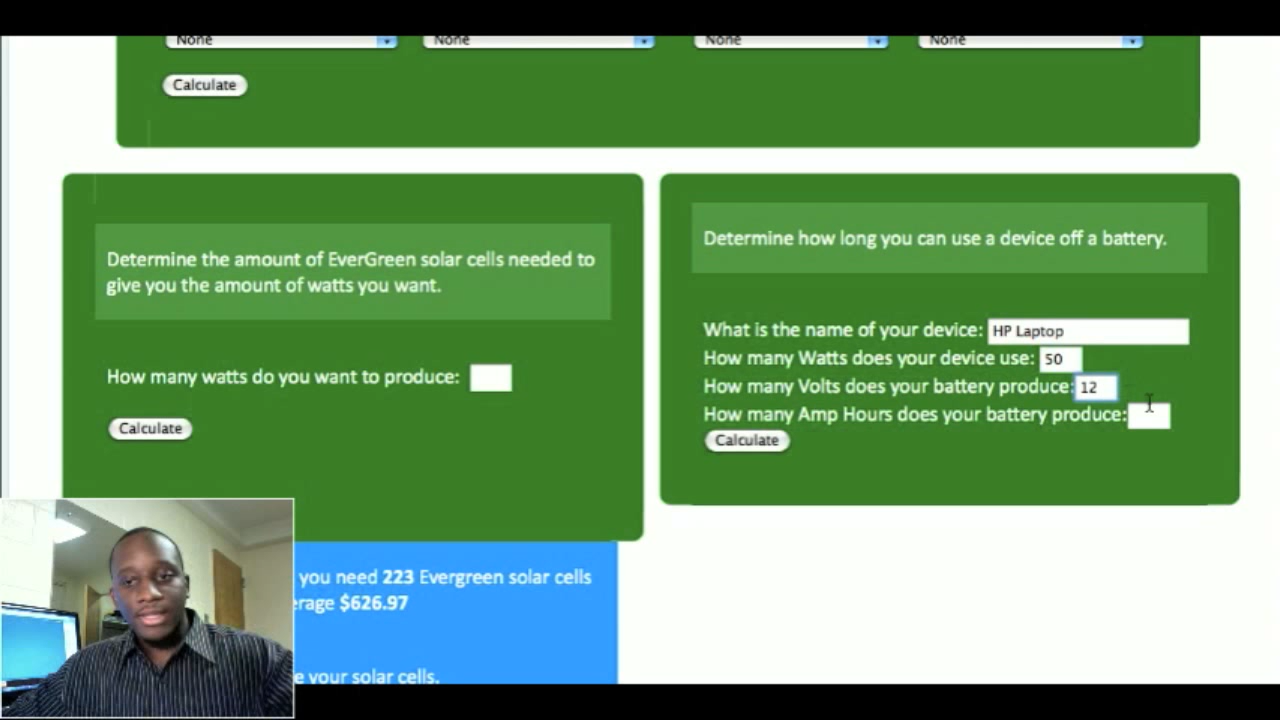 None None None None
Calculate
Determine the amount of EverGreen solar cells needed to
give you the amount of watts you want.
How many watts do you want to produce:
Calculate
Determine how long you can use a device off a battery.
What is the name of your device: HP Laptop
How many Watts does your device use: 50
How many Volts does your battery produce: 12
How many Amp Hours does your battery produce:
Calculate
you need 223 Evergreen solar cells
erage $626.97
e your solar cells.